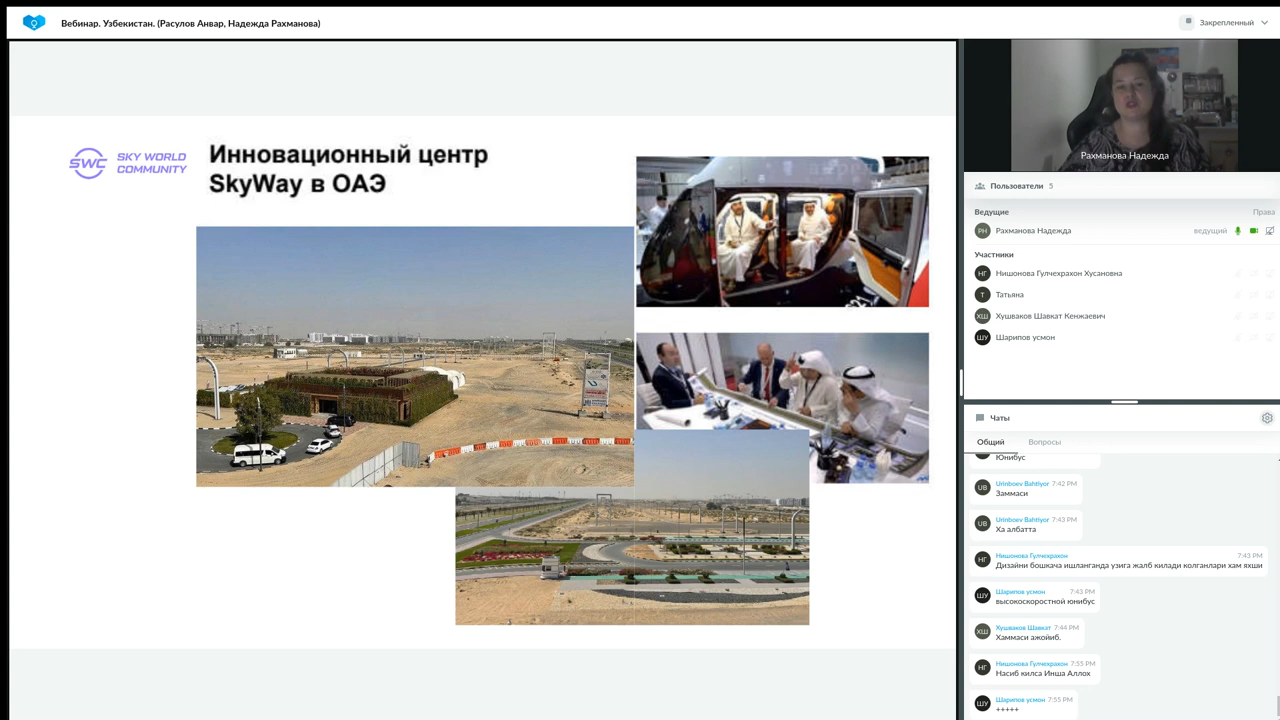 Вебинар. Узбекистан. (Расулов Анвар, Надежда Рахманова)
Закрепленный
SWC
SKY WORLD
COMMUNITY
Инновационный центр
SkyWay в ОАЭ
Рахманова Надежда
Пользователи 5
Ведущие Права
РН Рахманова Надежда ведущий
Участники
НГ Нишонова Гулчехрахон Хусановна
Т Татьяна
ХШ Хушваков Шавкат Кенжаевич
ШУ Шарипов усмон
Чаты
Общий Вопросы
Юнибус
UB Urinboev Bahtiyor 7:42 PM
Заммаси
UB Urinboev Bahtiyor 7:43 PM
Ха албатта
НГ Нишонова Гулчехрахон 7:43 PM
Дизайни бошкача ишланганда узига жалб килади колганлари хам яхши
ШУ Шарипов усмон 7:43 PM
высокоскоростной юнибус
ХШ Хушваков Шавкат 7:44 PM
Хаммаси ажойиб.
НГ Нишонова Гулчехрахон 7:55 PM
Насиб килса Инша Аллох
ШУ Шарипов усмон 7:55 PM
+++++